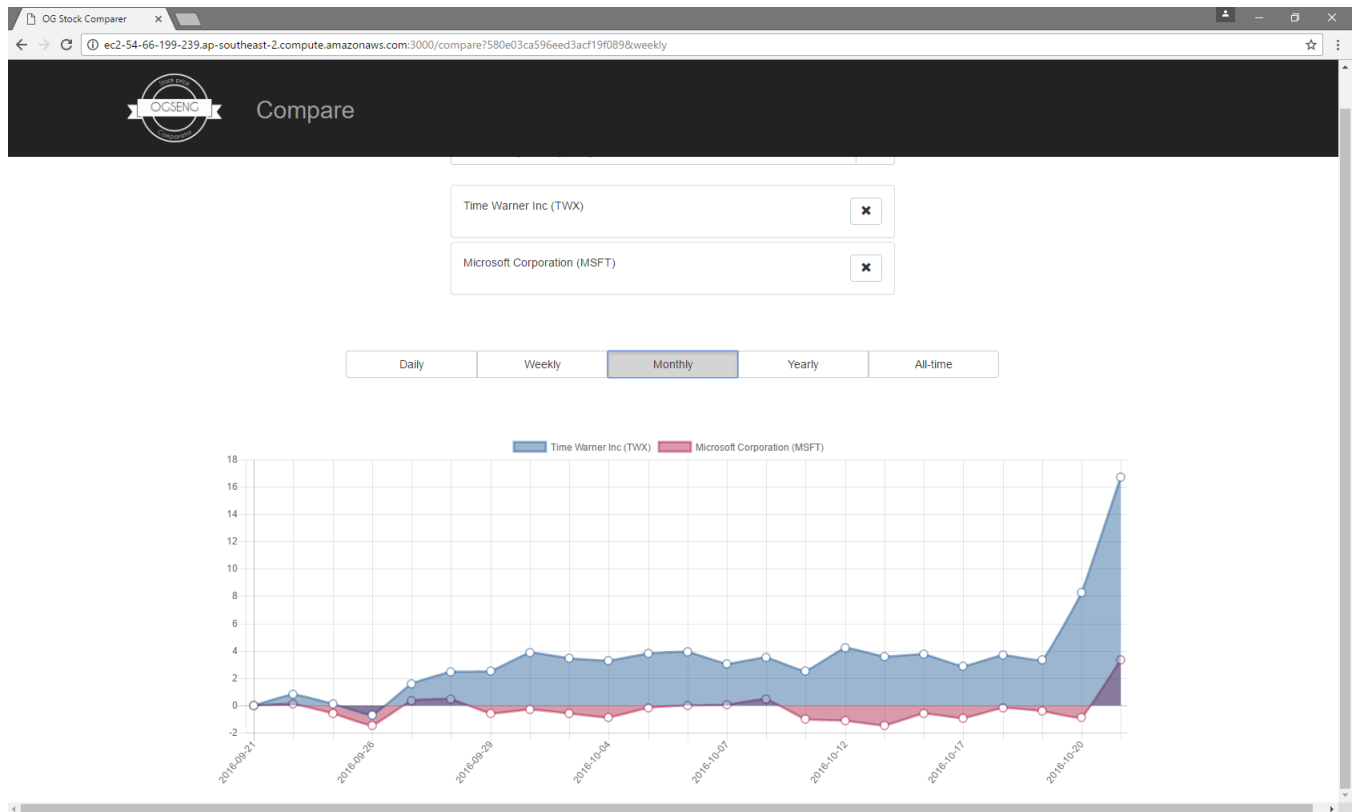 OG Stock Comparer
ec2-54-66-199-239.ap-southeast-2.compute.amazonaws.com:3000/compare?580e03ca596eed3acf19f089&weekly
Stock price
OGSENG
Comparator
Compare
Time Warner Inc (TWX)
Microsoft Corporation (MSFT)
Daily Weekly Monthly Yearly All-time
Time Warner Inc (TWX) Microsoft Corporation (MSFT)
18
16
14
12
10
8
6
4
2
0
-2
2016-09-21 2016-09-26 2016-09-29 2016-10-04 2016-10-07 2016-10-12 2016-10-17 2016-10-20